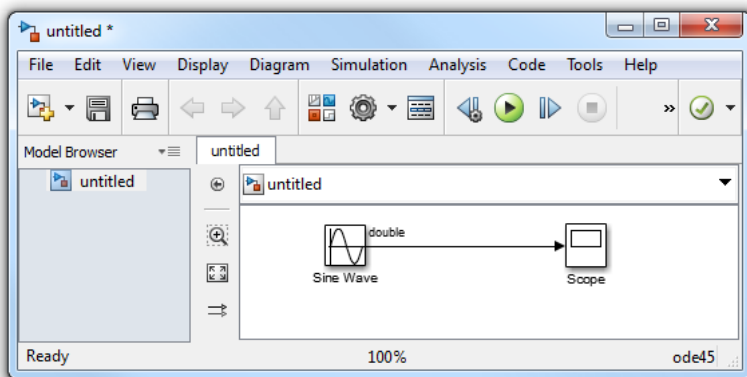 untitled *
File Edit View Display Diagram Simulation Analysis Code Tools Help
»
Model Browser
untitled
untitled
untitled
double
Sine Wave
Scope
Ready 100% ode45